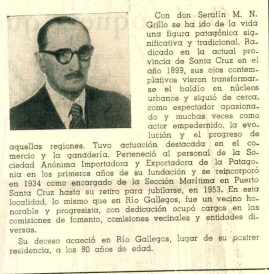 Con don Serafín M. N.
Grillo se ha ido de la vida
una figura patagónica sig-
nificativa y tradicional. Ra-
dicado en la actual provin-
cia de Santa Cruz en el
año 1899, sus ojos contem-
plativos vieron transformar-
se el baldío en núcleos
urbanos y siguió de cerca,
como espectador apasiona-
do y muchas veces como
actor empedernido, la evo-
lución y el progreso de
aquellas regiones. Tuvo actuación destacada en el co-
mercio y la ganadería. Perteneció al personal de la So-
ciedad Anónima Importadora y Exportadora de la Patago-
nia en los primeros años de su fundación y se reincorporó
en 1934 como encargado de la Sección Marítima en Puerto
Santa Cruz hasta su retiro para jubilarse, en 1953. En esta
localidad, lo mismo que en Río Gallegos, fue un vecino ho-
norable y progresista, con dedicación ocupó cargos en las
comisiones de fomento, comisiones vecinales y entidades di-
versas.
Su deceso acaeció en Río Gallegos, lugar de su postrer
residencia, a los 80 años de edad.